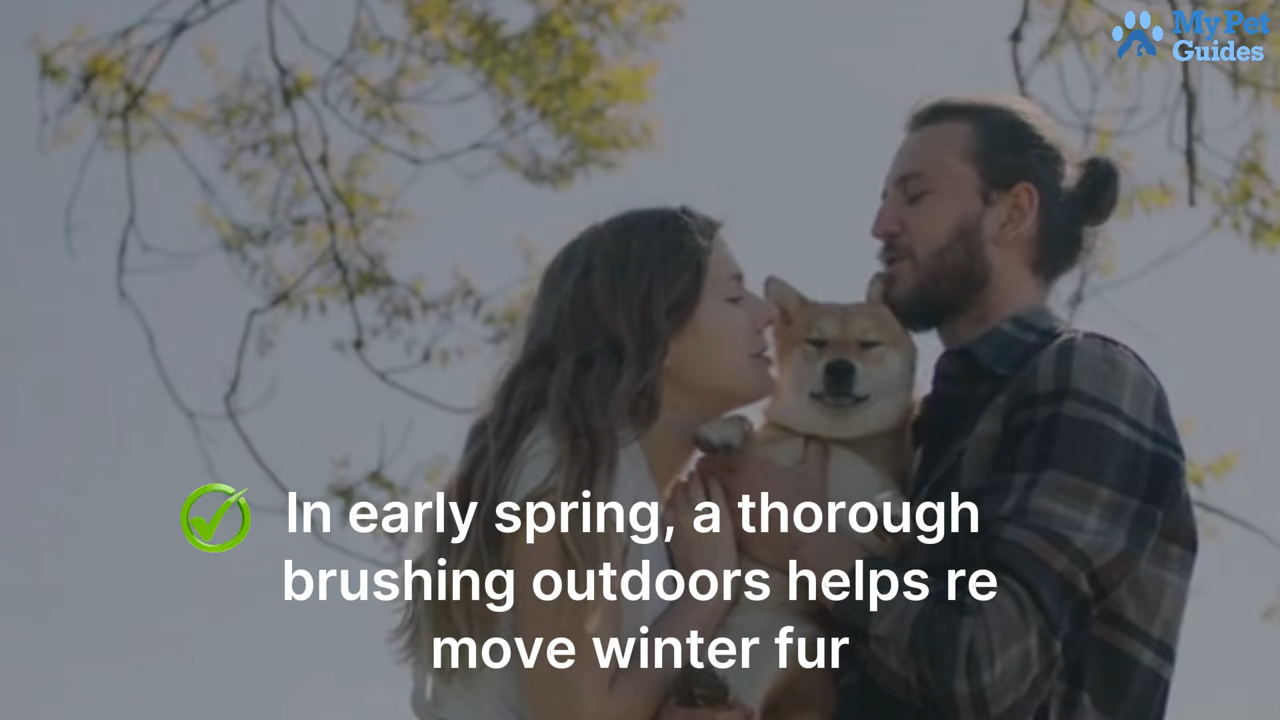 My Pet
Guides
In early spring, a thorough
brushing outdoors helps re
move winter fur